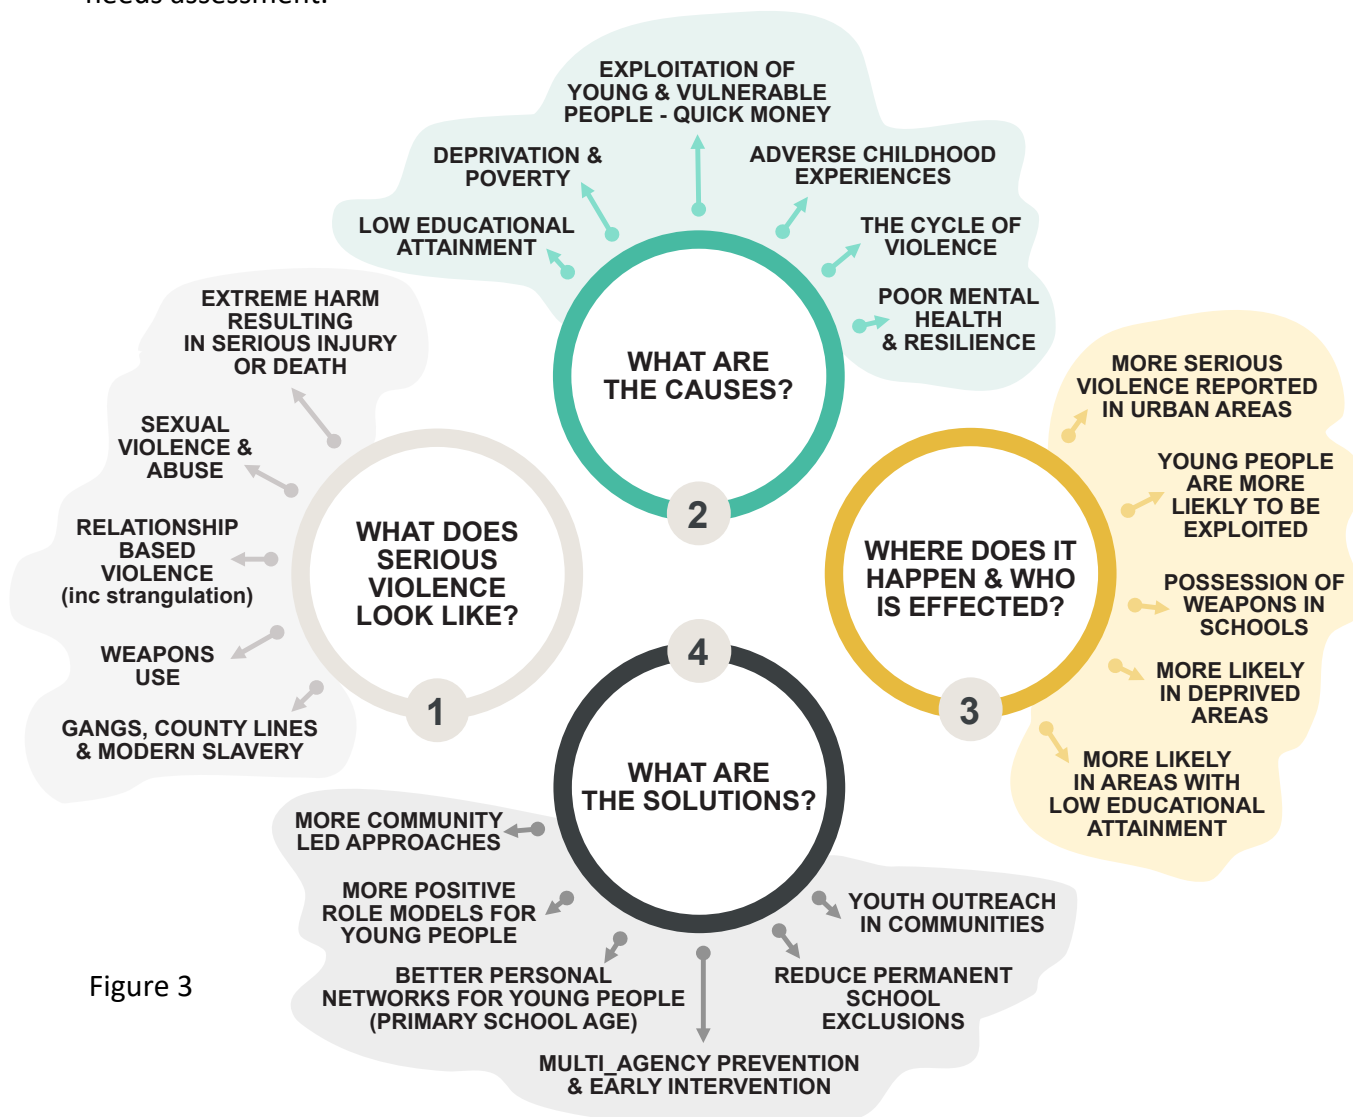 needs assessment.
EXPLOITATION OF
YOUNG & VULNERABLE
PEOPLE - QUICK MONEY
DEPRIVATION &
POVERTY
ADVERSE CHILDHOOD
EXPERIENCES
LOW EDUCATIONAL
ATTAINMENT
THE CYCLE OF
VIOLENCE
POOR MENTAL
HEALTH
& RESILIENCE
WHAT ARE
THE CAUSES?
2
EXTREME HARM
RESULTING
IN SERIOUS INJURY
OR DEATH
SEXUAL
VIOLENCE &
ABUSE
RELATIONSHIP
BASED
VIOLENCE
(inc strangulation)
WEAPONS
USE
GANGS, COUNTY LINES
& MODERN SLAVERY
WHAT DOES
SERIOUS
VIOLENCE
LOOK LIKE?
1
MORE SERIOUS
VIOLENCE REPORTED
IN URBAN AREAS
YOUNG PEOPLE
ARE MORE
LIEKLY TO BE
EXPLOITED
POSSESSION OF
WEAPONS IN
SCHOOLS
MORE LIKELY
IN DEPRIVED
AREAS
MORE LIKELY
IN AREAS WITH
LOW EDUCATIONAL
ATTAINMENT
WHERE DOES IT
HAPPEN & WHO
IS EFFECTED?
3
4
WHAT ARE
THE SOLUTIONS?
MORE COMMUNITY
LED APPROACHES
MORE POSITIVE
ROLE MODELS FOR
YOUNG PEOPLE
BETTER PERSONAL
NETWORKS FOR YOUNG PEOPLE
(PRIMARY SCHOOL AGE)
MULTI_AGENCY PREVENTION
& EARLY INTERVENTION
REDUCE PERMANENT
SCHOOL
EXCLUSIONS
YOUTH OUTREACH
IN COMMUNITIES
Figure 3